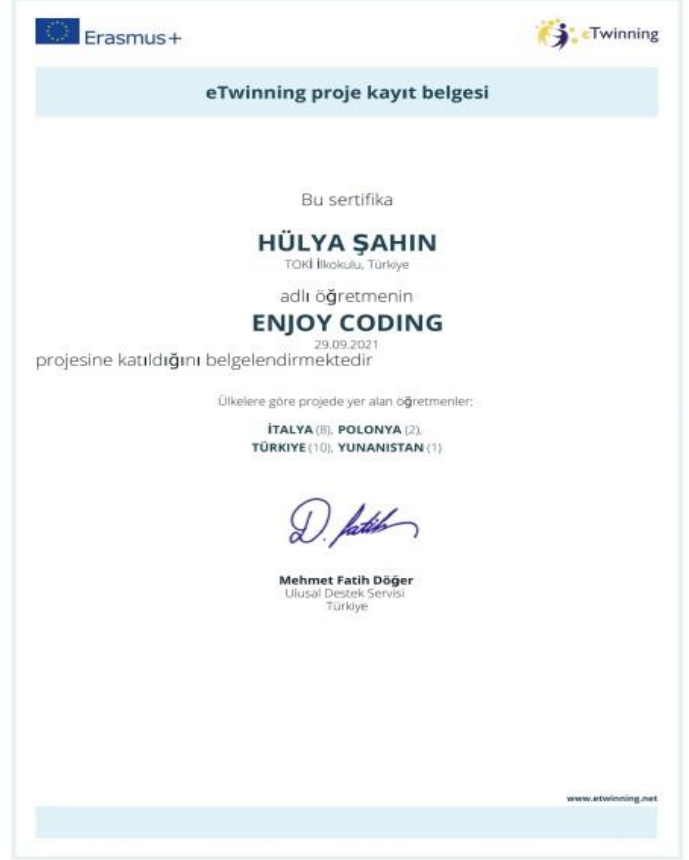 Erasmus+
eTwinning
eTwinning proje kayıt belgesi
Bu sertifika
HÜLYA ŞAHIN
TOKİ İlkokulu, Türkiye
adlı öğretmenin
ENJOY CODING
29.09.2021
projesine katıldığını belgelendirmektedir
Ülkelere göre projede yer alan öğretmenler:
İTALYA (8), POLONYA (2),
TÜRKIYE (10), YUNANISTAN (1)
D. fatih
Mehmet Fatih Döğer
Ulusal Destek Servisi
Türkiye
www.etwinning.net